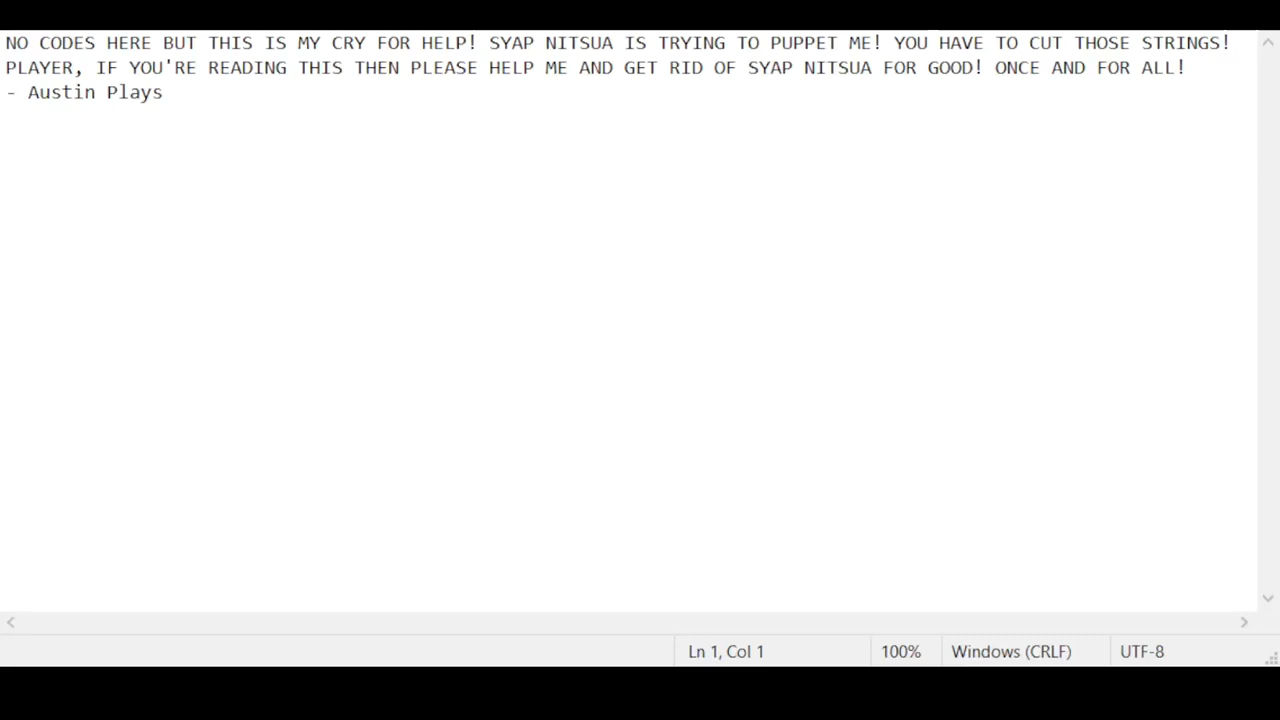 NO CODES HERE BUT THIS IS MY CRY FOR HELP! SYAP NITSUA IS TRYING TO PUPPET ME! YOU HAVE TO CUT THOSE STRINGS!
PLAYER, IF YOU'RE READING THIS THEN PLEASE HELP ME AND GET RID OF SYAP NITSUA FOR GOOD! ONCE AND FOR ALL!
- Austin Plays
Ln 1, Col 1 100% Windows (CRLF) UTF-8